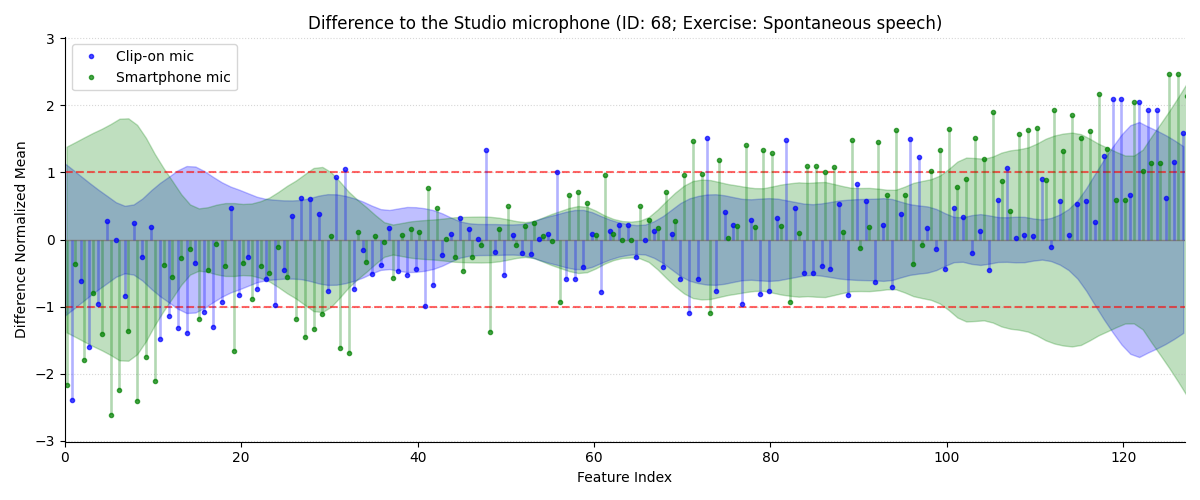 Difference to the Studio microphone (ID: 68; Exercise: Spontaneous speech)
Clip-on mic
Smartphone mic
Difference Normalized Mean
3
2
1
0
−1
−2
−3
0 20 40 60 80 100 120
Feature Index